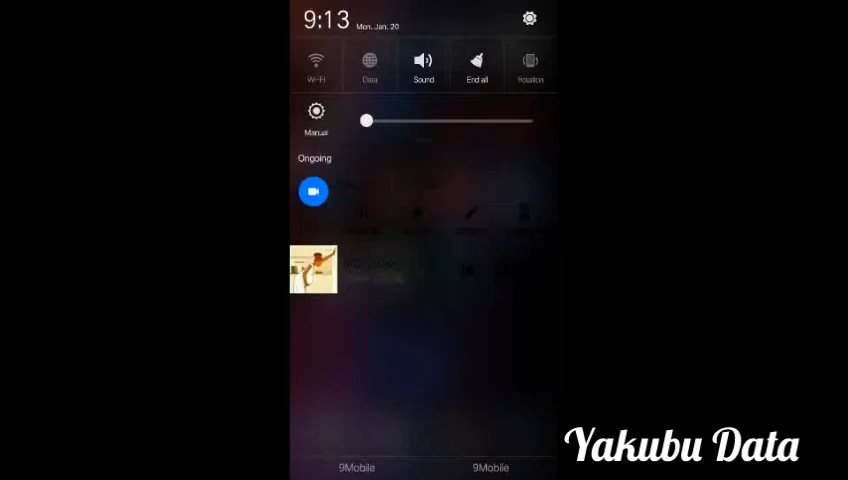 9:13 Mon. Jan. 20
Wi-Fi Data Sound End all Rotation
Manual
Ongoing
9Mobile 9Mobile
Yakubu Data